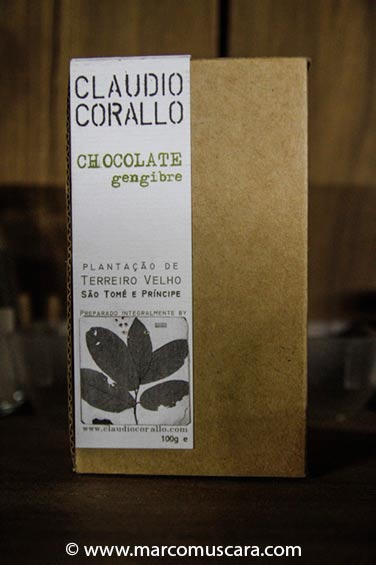 CLAUDIO
CORALLO
CHOCOLATE
gengibre
PLANTAÇÃO DE
TERREIRO VELHO
SÃO TOMÉ E PRÍNCIPE
PREPARADO INTEGRALMENTE BY
www.claudiocorallo.com
100g e
© www.marcomuscara.com